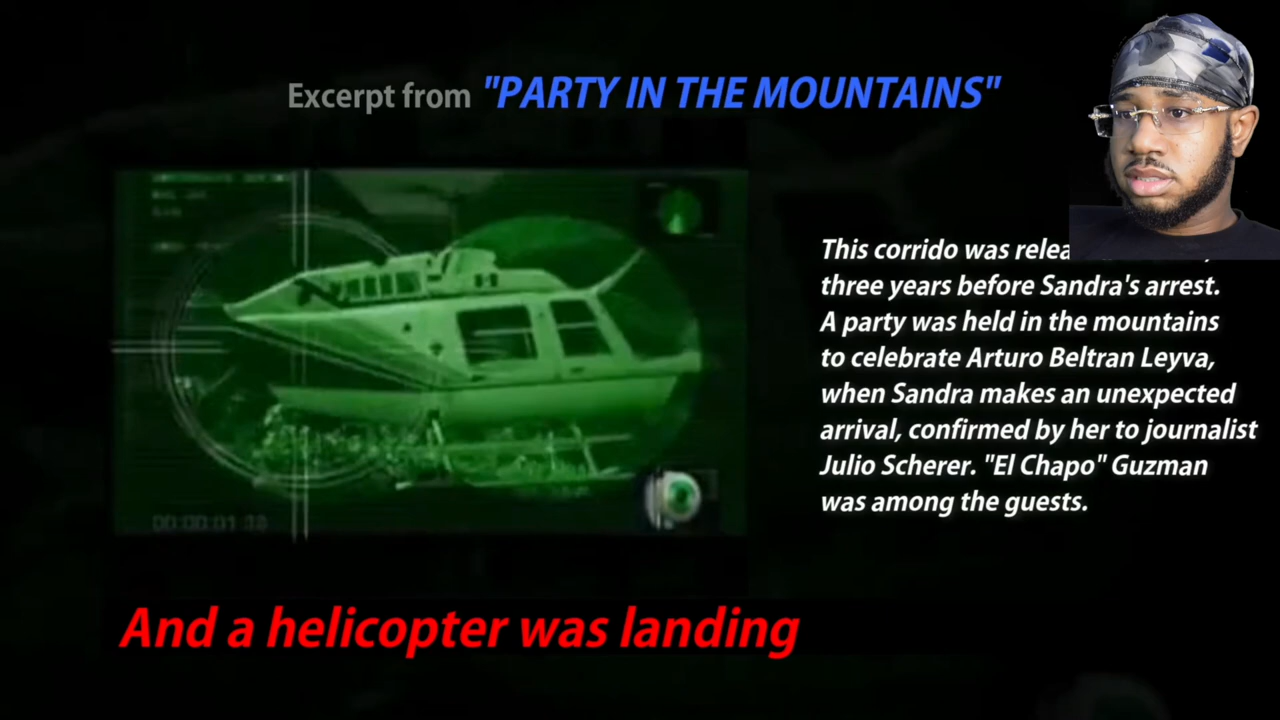 Excerpt from "PARTY IN THE MOUNTAINS"
This corrido was
three years before Sandra's arrest.
A party was held in the mountains
to celebrate Arturo Beltran Leyva,
when Sandra makes an unexpected
arrival, confirmed by her to journalist
Julio Scherer. "El Chapo" Guzman
was among the guests.
And a helicopter was landing